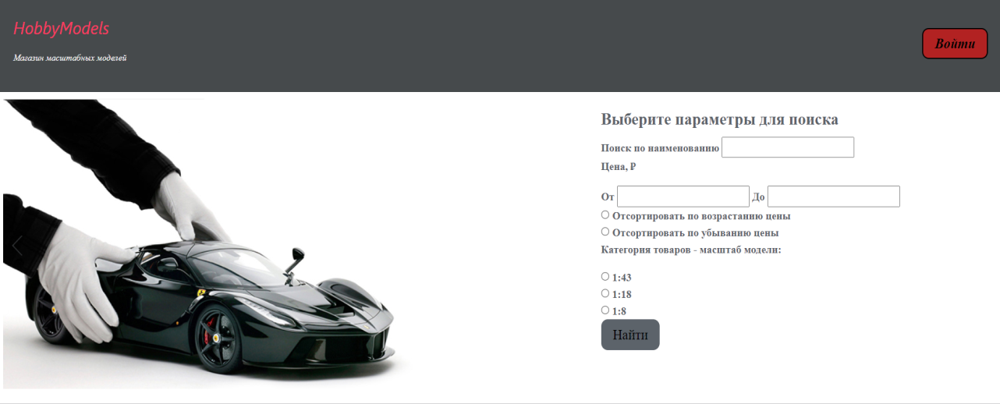 HobbyModels
Магазин масштабных моделей
Войти
Выберите параметры для поиска
Поиск по наименованию
Цена, ₽
От До
Отсортировать по возрастанию цены
Отсортировать по убыванию цены
Категория товаров - масштаб модели:
1:43
1:18
1:8
Найти